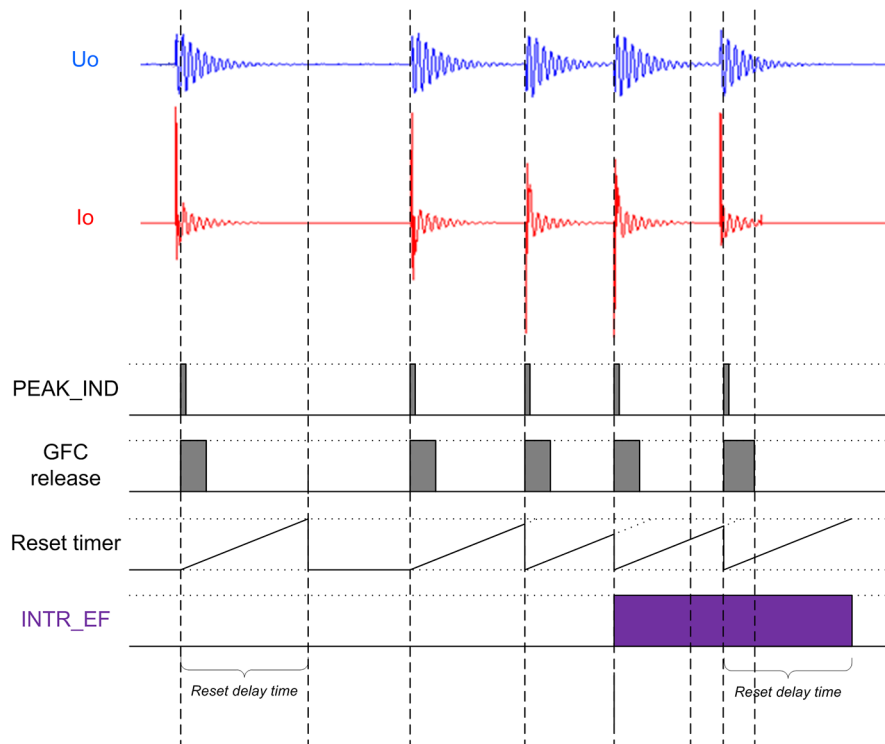 Uo
Io
PEAK_IND
GFC
release
Reset timer
INTR_EF
Reset delay time
Reset delay time